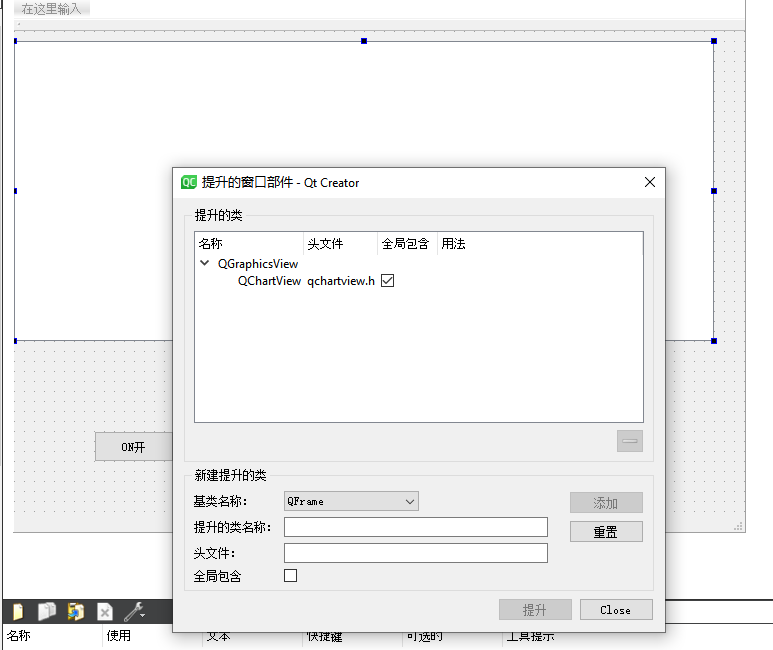 在这里输入
QC 提升的窗口部件 - Qt Creator
提升的类
名称 头文件 全局包含 用法
QGraphicsView
QChartView qchartview.h
ON开
新建提升的类
基类名称: QFrame 添加
提升的类名称: 重置
头文件:
全局包含
提升 Close
名称 使用 文本 快捷键 可选的 工具提示